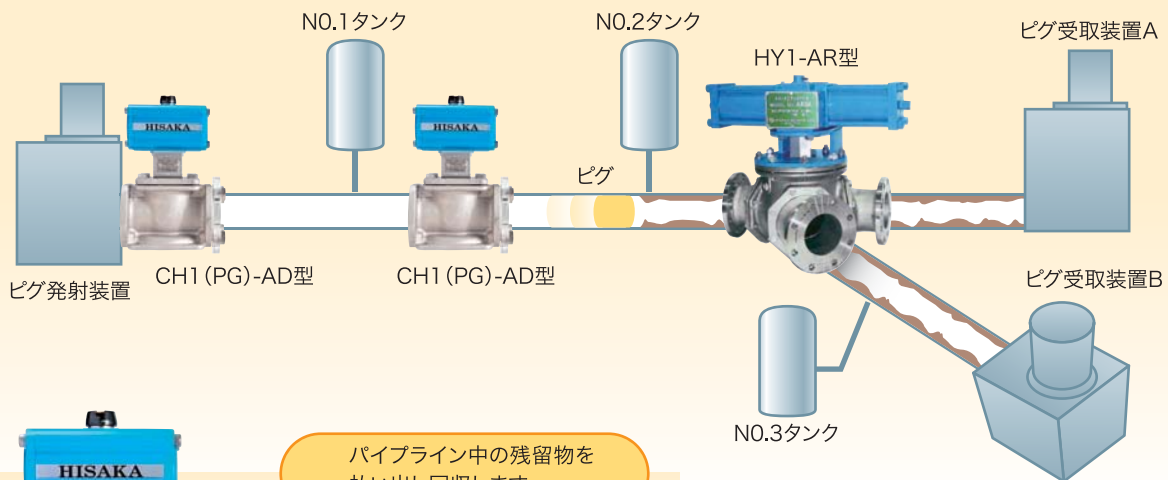 NO.1タンク
NO.2タンク
ピグ受取装置A
HY1-AR型
HISAKA
HISAKA
ピグ
ピグ発射装置
CH1(PG)-AD型
CH1(PG)-AD型
ピグ受取装置B
NO.3タンク
HISAKA
パイプライン中の残留物を